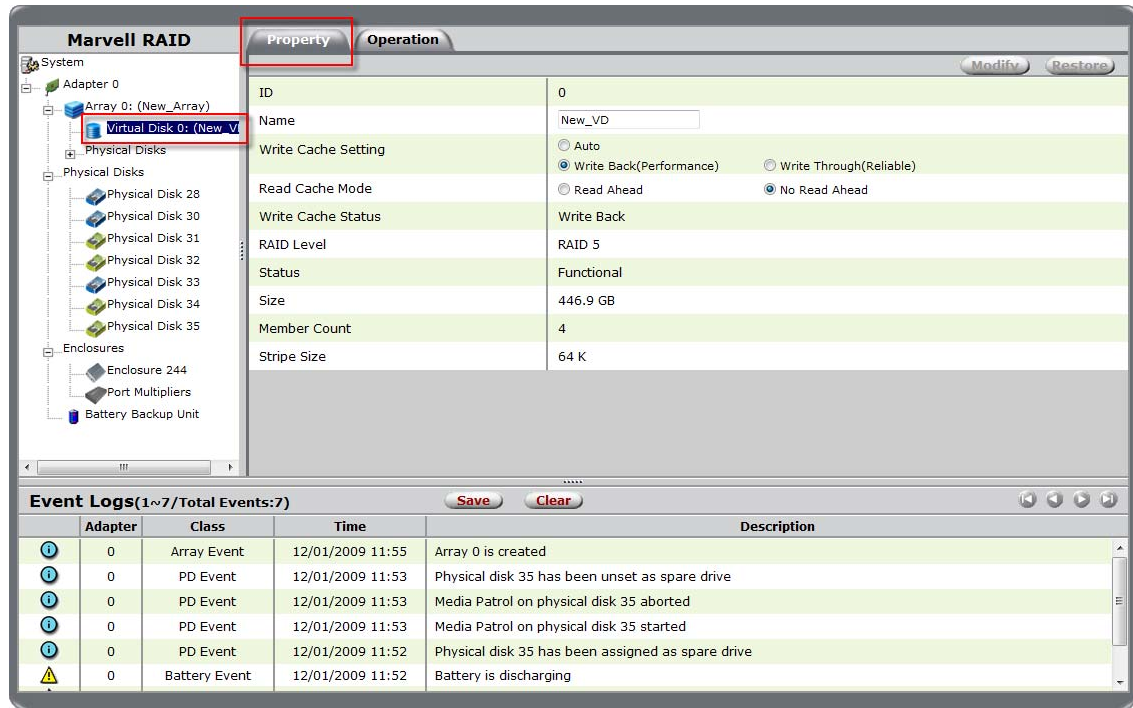 Marvell RAID
Property
Operation
System
Adapter 0
Array 0: (New_Array)
Virtual Disk 0: (New_V
Physical Disks
Physical Disks
Physical Disk 28
Physical Disk 30
Physical Disk 31
Physical Disk 32
Physical Disk 33
Physical Disk 34
Physical Disk 35
Enclosures
Enclosure 244
Port Multipliers
Battery Backup Unit
Modify Restore
ID 0
Name New_VD
Write Cache Setting Auto
Write Back(Performance) Write Through(Reliable)
Read Cache Mode Read Ahead No Read Ahead
Write Cache Status Write Back
RAID Level RAID 5
Status Functional
Size 446.9 GB
Member Count 4
Stripe Size 64 K
Event Logs(1~7/Total Events:7) Save Clear
Adapter Class Time Description
0 Array Event 12/01/2009 11:55 Array 0 is created
0 PD Event 12/01/2009 11:53 Physical disk 35 has been unset as spare drive
0 PD Event 12/01/2009 11:53 Media Patrol on physical disk 35 aborted
0 PD Event 12/01/2009 11:53 Media Patrol on physical disk 35 started
0 PD Event 12/01/2009 11:52 Physical disk 35 has been assigned as spare drive
0 Battery Event 12/01/2009 11:52 Battery is discharging